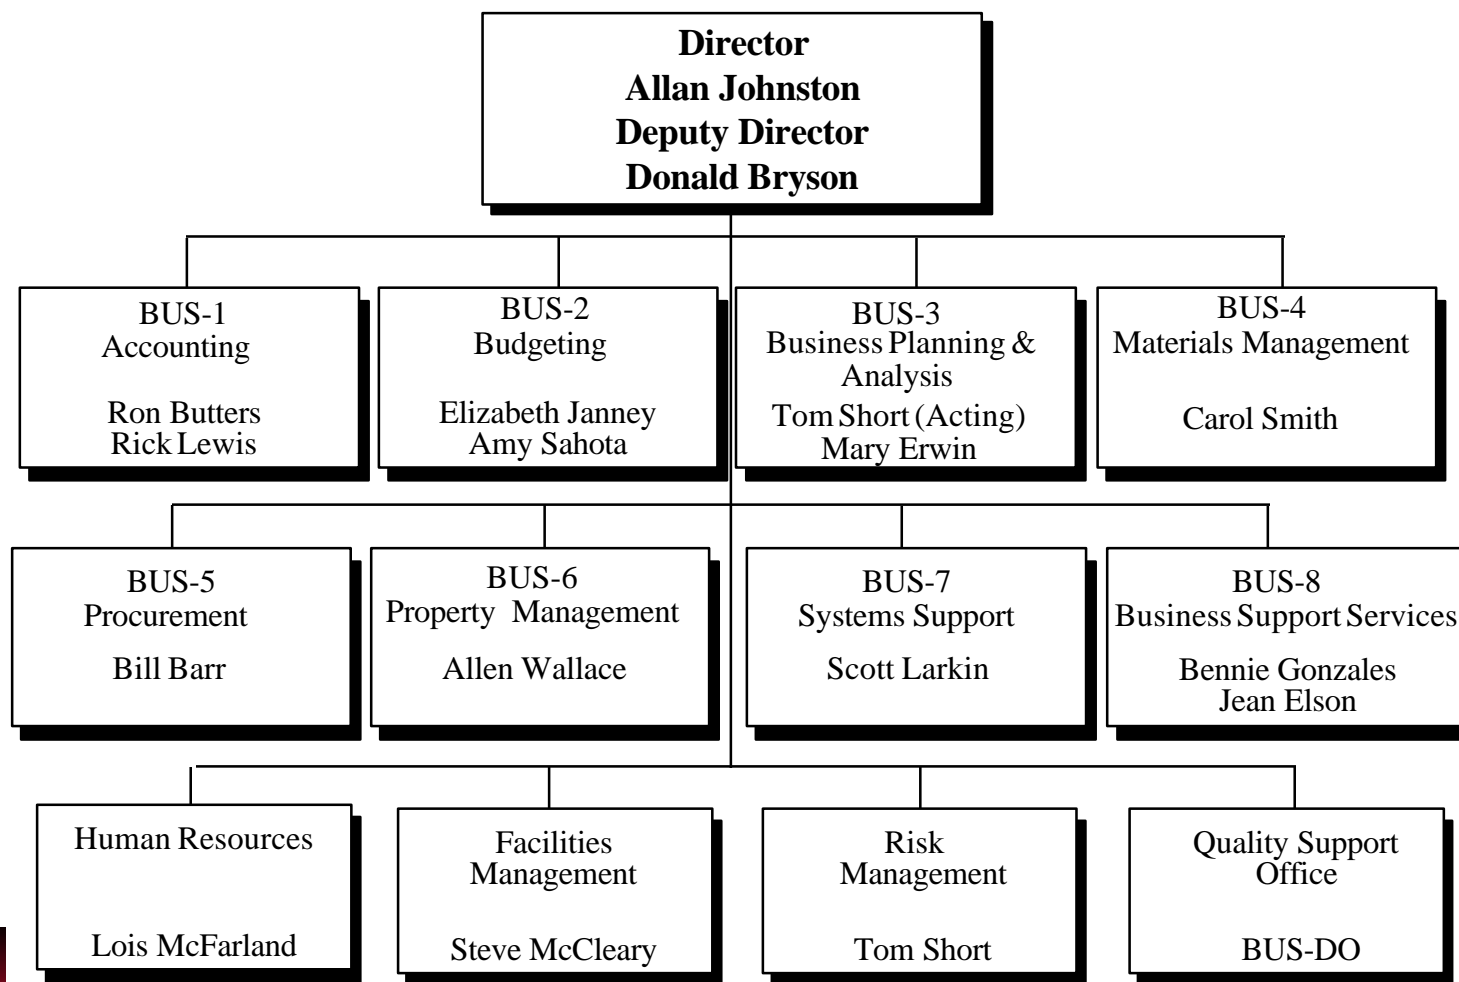 Director
Allan Johnston
Deputy Director
Donald Bryson
BUS-1
Accounting
Ron Butters
Rick Lewis
BUS-2
Budgeting
Elizabeth Janney
Amy Sahota
BUS-3
Business Planning &
Analysis
Tom Short (Acting)
Mary Erwin
BUS-4
Materials Management
Carol Smith
BUS-5
Procurement
Bill Barr
BUS-6
Property Management
Allen Wallace
BUS-7
Systems Support
Scott Larkin
BUS-8
Business Support Services
Bennie Gonzales
Jean Elson
Human Resources
Lois McFarland
Facilities
Management
Steve McCleary
Risk
Management
Tom Short
Quality Support
Office
BUS-DO